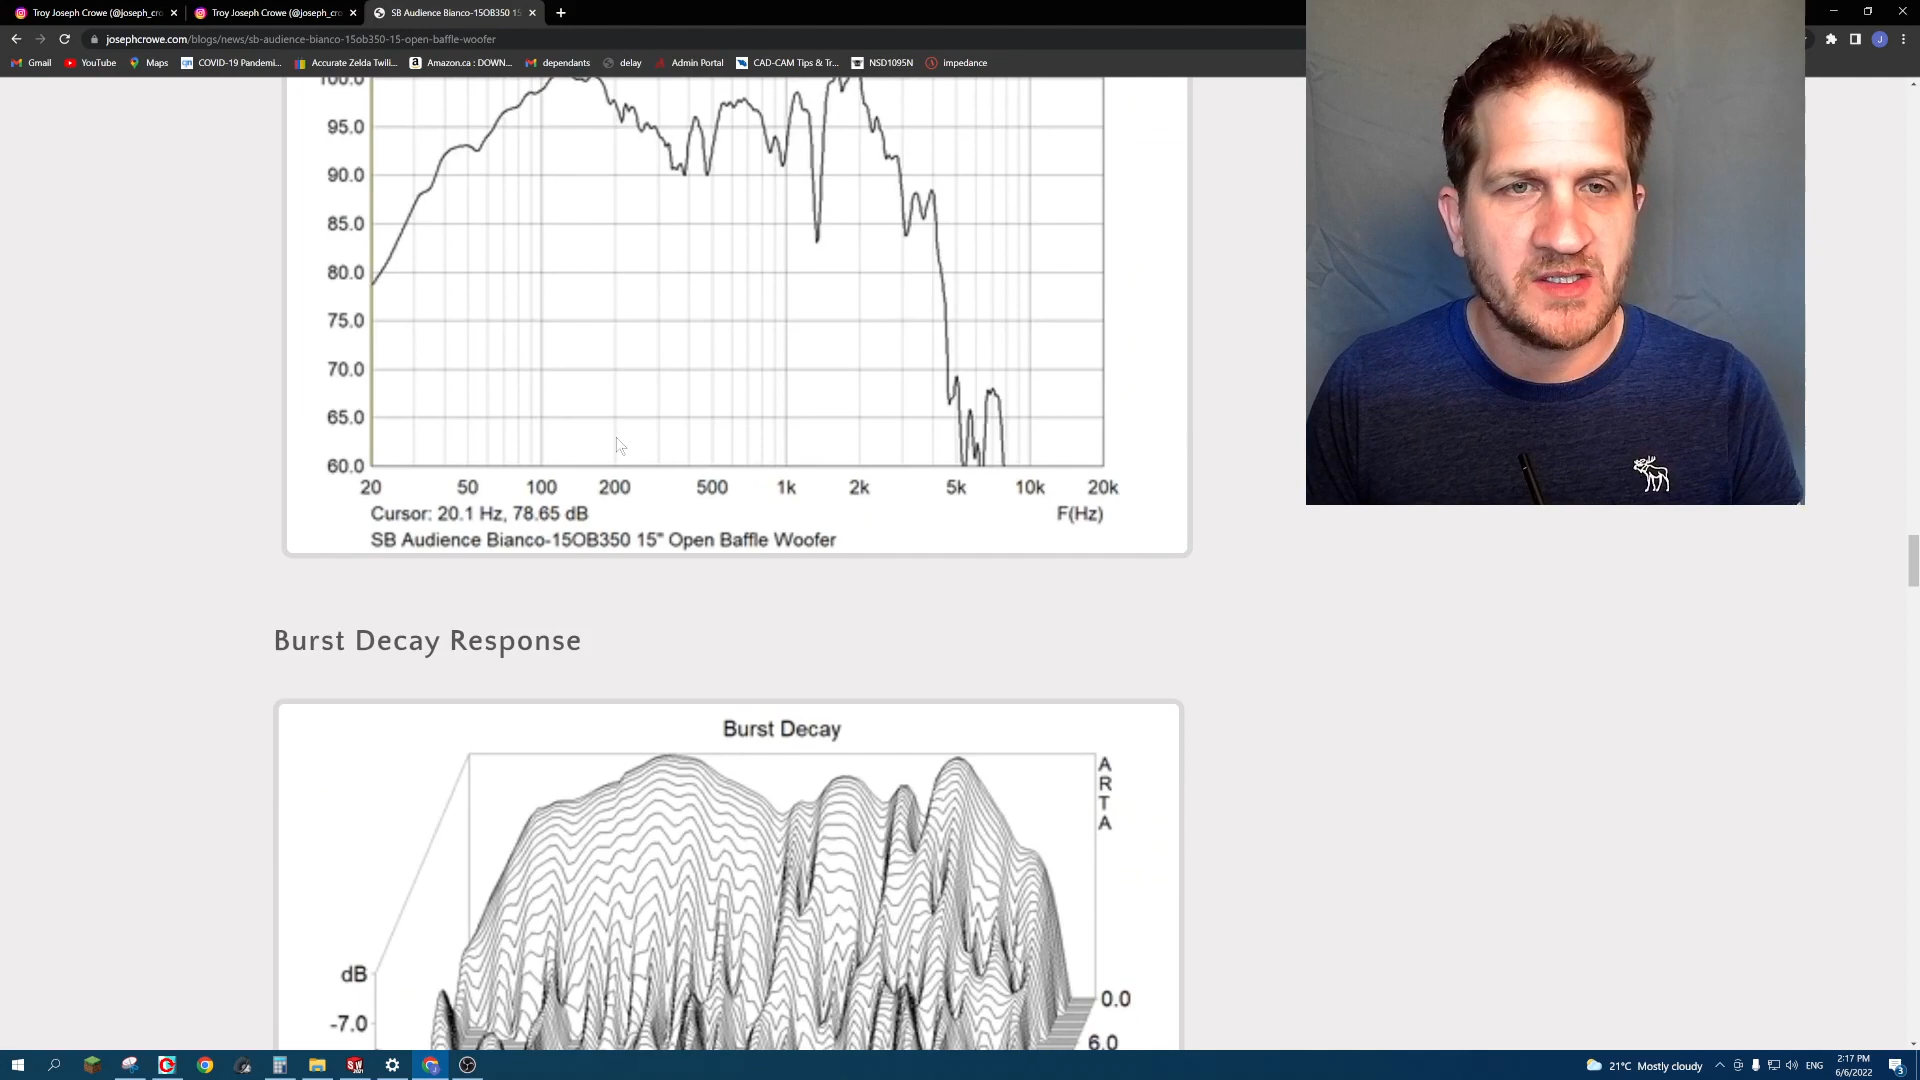 Troy Joseph Crowe (@joseph_cro
Troy Joseph Crowe (@joseph_cro
SB Audience Bianco-15OB350 15
josephcrowe.com/blogs/news/sb-audience-bianco-15ob350-15-open-baffle-woofer
Gmail
YouTube
Maps
COVID-19 Pandemi...
Accurate Zelda Twili...
Amazon.ca : DOWN...
dependants
delay
Admin Portal
CAD-CAM Tips & Tr...
NSD1095N
impedance
100.0
95.0
90.0
85.0
80.0
75.0
70.0
65.0
60.0
20 50 100 200 500 1k 2k 5k 10k 20k
Cursor: 20.1 Hz, 78.65 dB F(Hz)
SB Audience Bianco-15OB350 15" Open Baffle Woofer
Burst Decay Response
Burst Decay
A
R
T
A
dB
0.0
-7.0
6.0
21°C Mostly cloudy
ENG
2:17 PM
6/6/2022
3